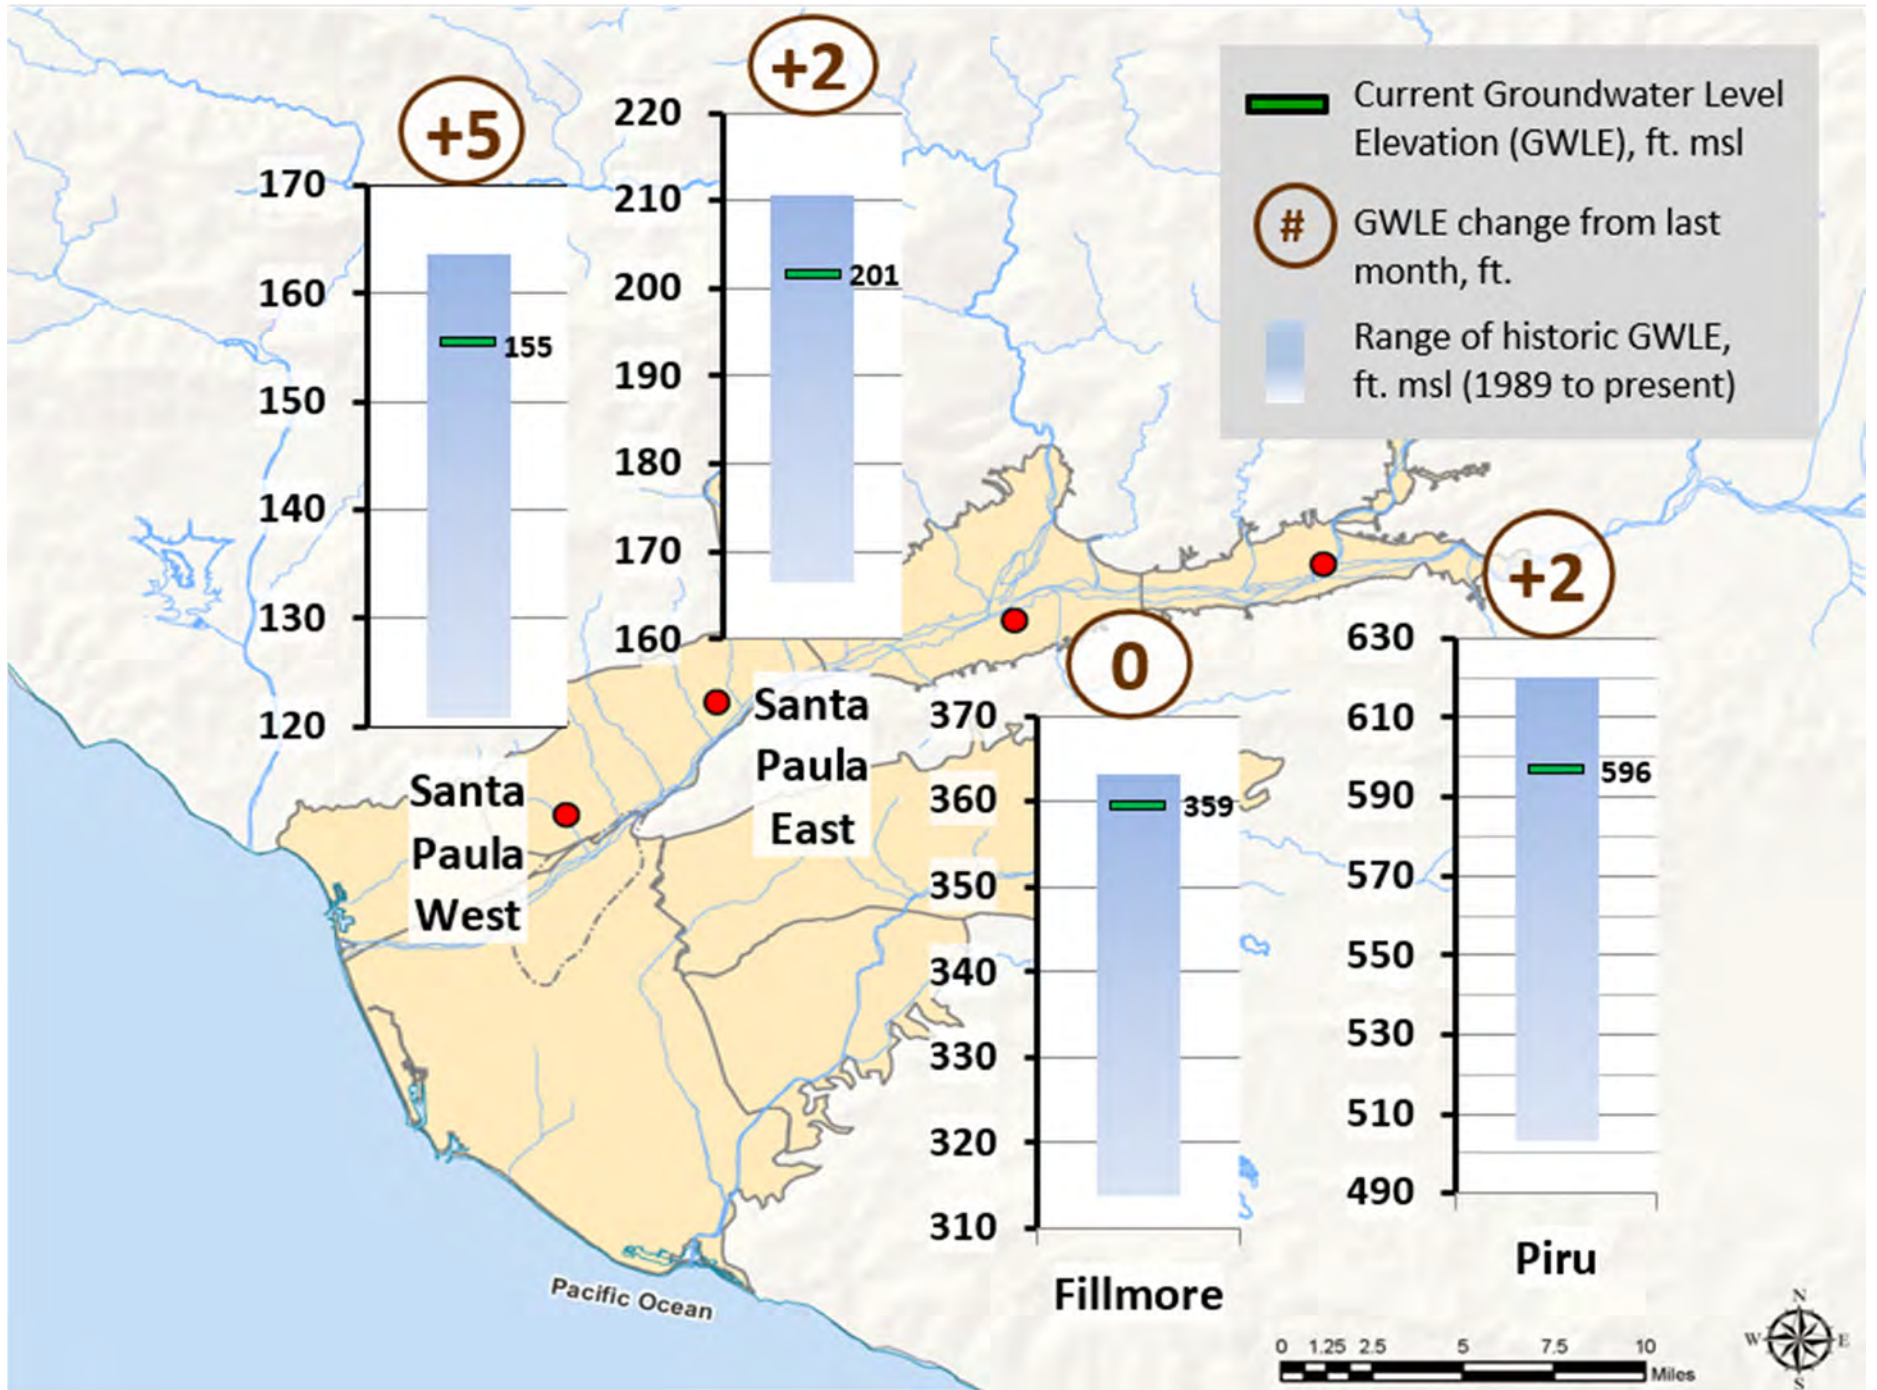 +5
170
160
150
140
130
120
155
Santa
Paula
West
+2
220
210
200
190
180
170
160
201
Santa
Paula
East
Current Groundwater Level
Elevation (GWLE), ft. msl
#
GWLE change from last
month, ft.
Range of historic GWLE,
ft. msl (1989 to present)
0
370
360
350
340
330
320
310
359
Fillmore
+2
630
610
590
570
550
530
510
490
596
Piru
Pacific Ocean
0 1.25 2.5 5 7.5 10
Miles
N
W E
S